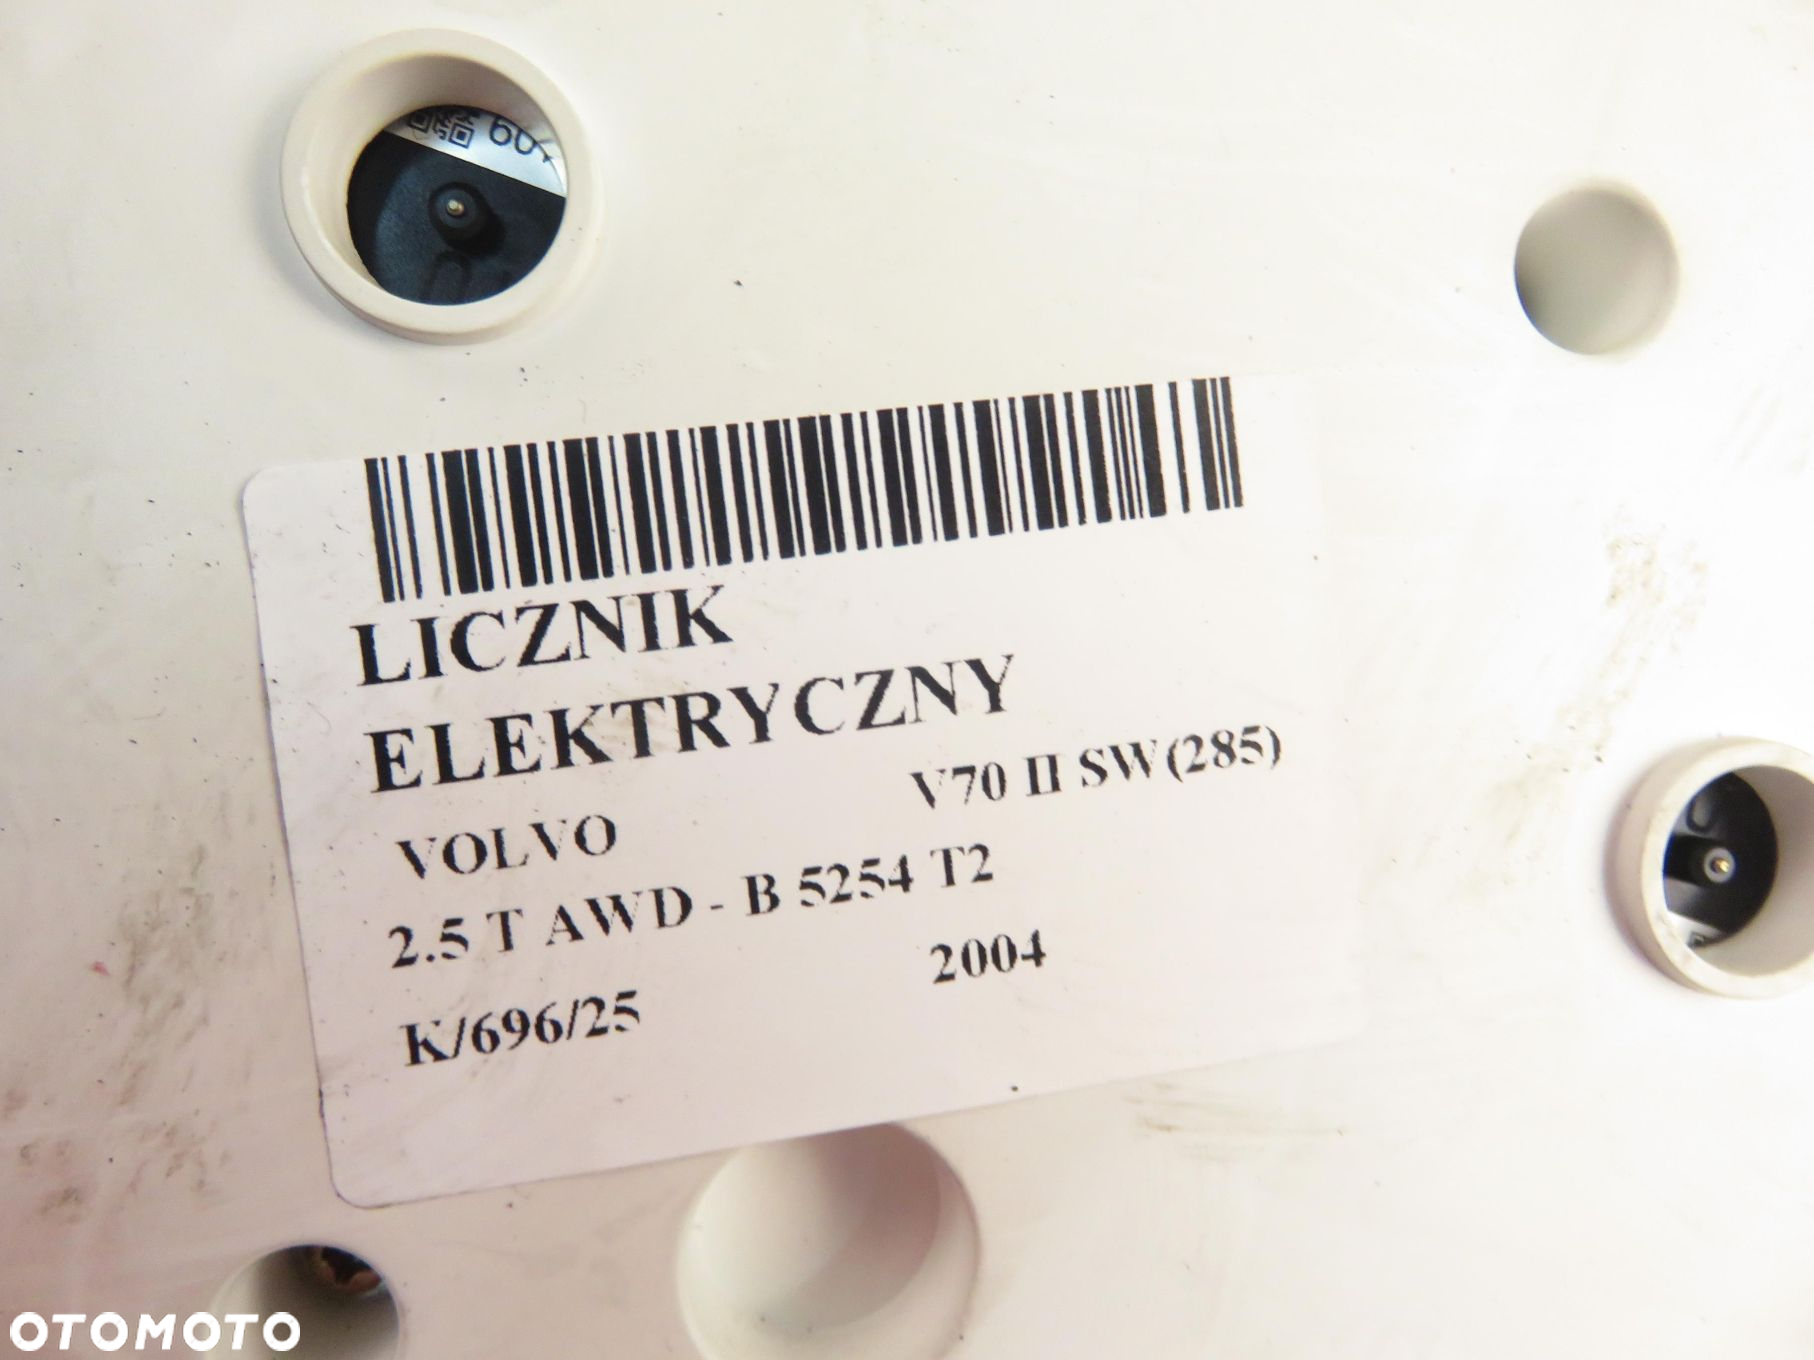 LICZNIK
ELEKTRYCZNY
VOLVO V70 II SW(285)
2.5 T AWD - B 5254 T2
K/696/25 2004
OTOMOTO